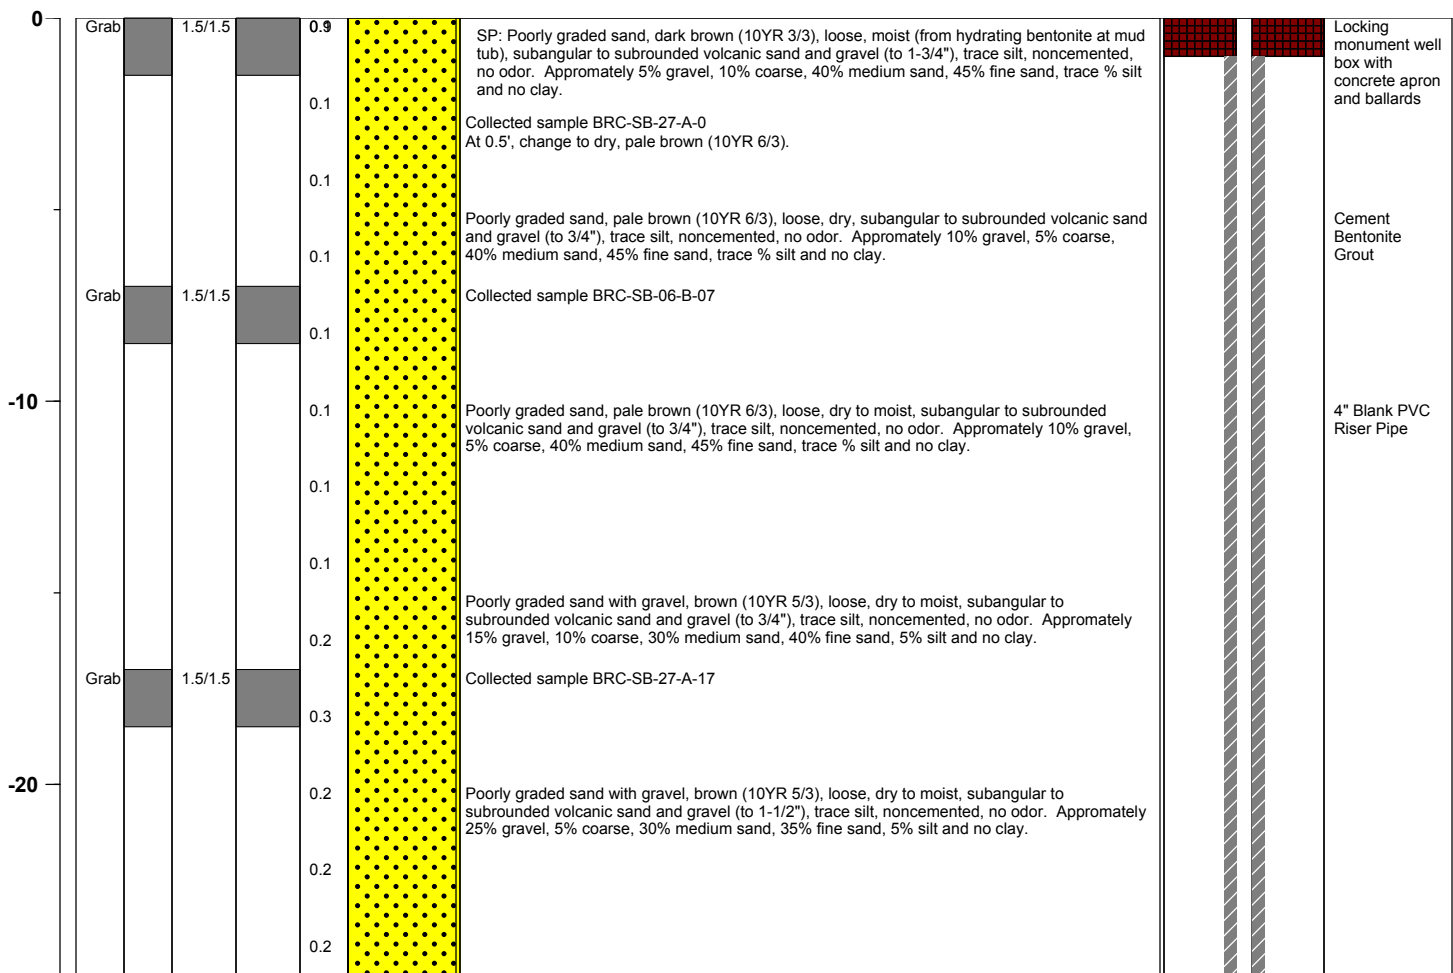 0
Grab
1.5/1.5
SP: Poorly graded sand, dark brown (10YR 3/3), loose, moist (from hydrating bentonite at mud
tub), subangular to subrounded volcanic sand and gravel (to 1-3/4"), trace silt, noncemented,
no odor.  Appromately 5% gravel, 10% coarse, 40% medium sand, 45% fine sand, trace % silt
and no clay.
Locking
monument well
box with
concrete apron
and ballards
0.1
Collected sample BRC-SB-27-A-0
At 0.5', change to dry, pale brown (10YR 6/3).
0.1
Poorly graded sand, pale brown (10YR 6/3), loose, dry, subangular to subrounded volcanic sand
and gravel (to 3/4"), trace silt, noncemented, no odor.  Appromately 10% gravel, 5% coarse,
40% medium sand, 45% fine sand, trace % silt and no clay.
Cement
Bentonite
Grout
0.1
Grab
1.5/1.5
Collected sample BRC-SB-06-B-07
0.1
-10
0.1
Poorly graded sand, pale brown (10YR 6/3), loose, dry to moist, subangular to subrounded
volcanic sand and gravel (to 3/4"), trace silt, noncemented, no odor.  Appromately 10% gravel,
5% coarse, 40% medium sand, 45% fine sand, trace % silt and no clay.
4" Blank PVC
Riser Pipe
0.1
0.1
Poorly graded sand with gravel, brown (10YR 5/3), loose, dry to moist, subangular to
subrounded volcanic sand and gravel (to 3/4"), trace silt, noncemented, no odor.  Appromately
15% gravel, 10% coarse, 30% medium sand, 40% fine sand, 5% silt and no clay.
0.2
Grab
1.5/1.5
Collected sample BRC-SB-27-A-17
0.3
-20
0.2
Poorly graded sand with gravel, brown (10YR 5/3), loose, dry to moist, subangular to
subrounded volcanic sand and gravel (to 1-1/2"), trace silt, noncemented, no odor.  Appromately
25% gravel, 5% coarse, 30% medium sand, 35% fine sand, 5% silt and no clay.
0.2
0.2